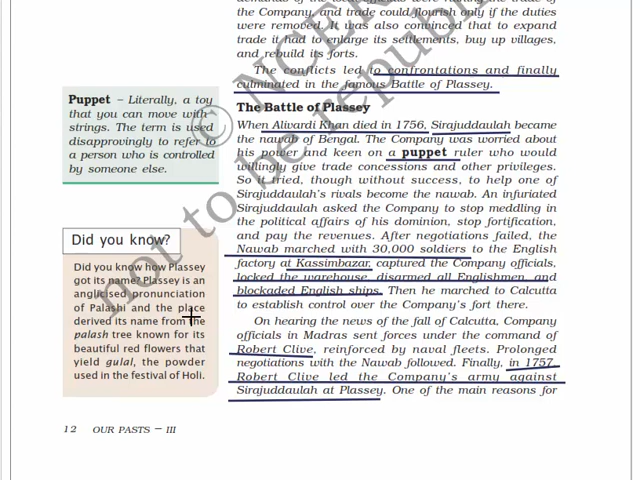 demands of the local officials were ruining the trade of
the Company, and trade could flourish only if the duties
were removed. It was also convinced that to expand
trade it had to enlarge its settlements, buy up villages,
and rebuild its forts.
The conflicts led to confrontations and finally
culminated in the famous Battle of Plassey.
Puppet – Literally, a toy
that you can move with
strings. The term is used
disapprovingly to refer to
a person who is controlled
by someone else.
The Battle of Plassey
When Alivardi Khan died in 1756, Sirajuddaulah became
the nawab of Bengal. The Company was worried about
his power and keen on a puppet ruler who would
willingly give trade concessions and other privileges.
So it tried, though without success, to help one of
Sirajuddaulah's rivals become the nawab. An infuriated
Sirajuddaulah asked the Company to stop meddling in
the political affairs of his dominion, stop fortification,
and pay the revenues. After negotiations failed, the
Nawab marched with 30,000 soldiers to the English
factory at Kassimbazar, captured the Company officials,
locked the warehouse, disarmed all Englishmen, and
blockaded English ships. Then he marched to Calcutta
to establish control over the Company's fort there.
Did you know?
Did you know how Plassey
got its name? Plassey is an
anglicised pronunciation
of Palashi and the place
derived its name from the
palash tree known for its
beautiful red flowers that
yield gulal, the powder
used in the festival of Holi.
On hearing the news of the fall of Calcutta, Company
officials in Madras sent forces under the command of
Robert Clive, reinforced by naval fleets. Prolonged
negotiations with the Nawab followed. Finally, in 1757,
Robert Clive led the Company's army against
Sirajuddaulah at Plassey. One of the main reasons for
12 OUR PASTS – III
© NCER
not to be republi